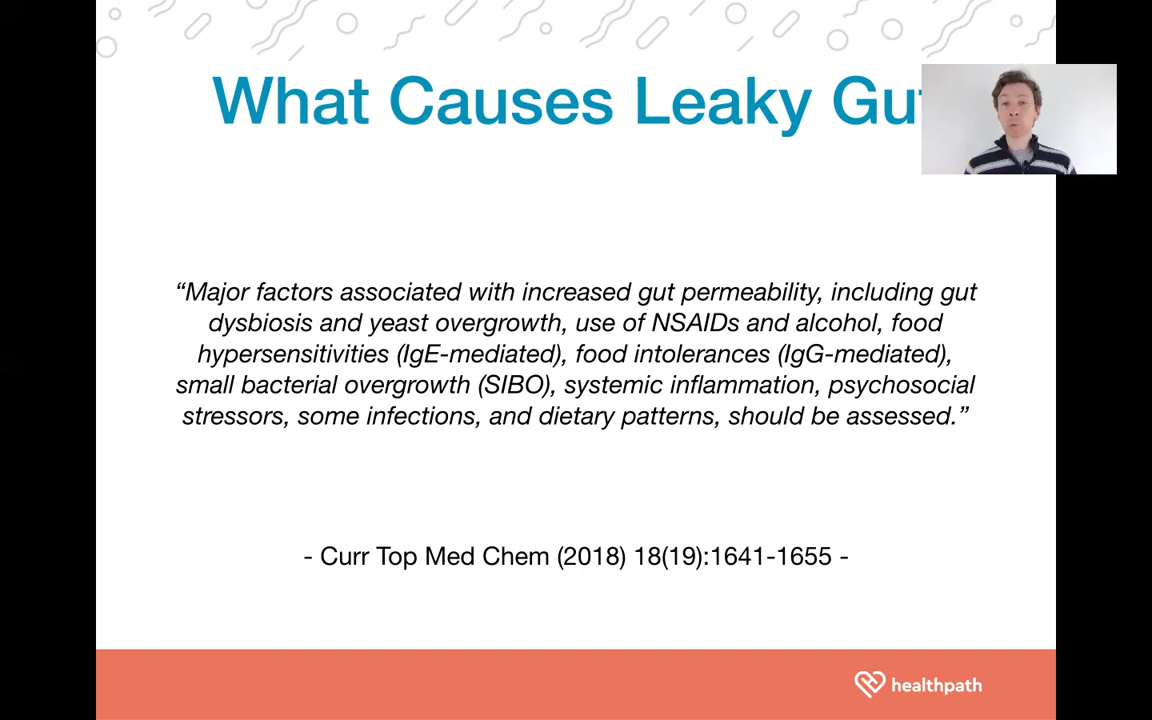 What Causes Leaky Gut
“Major factors associated with increased gut permeability, including gut
dysbiosis and yeast overgrowth, use of NSAIDs and alcohol, food
hypersensitivities (IgE-mediated), food intolerances (IgG-mediated),
small bacterial overgrowth (SIBO), systemic inflammation, psychosocial
stressors, some infections, and dietary patterns, should be assessed.”
- Curr Top Med Chem (2018) 18(19):1641-1655 -
healthpath